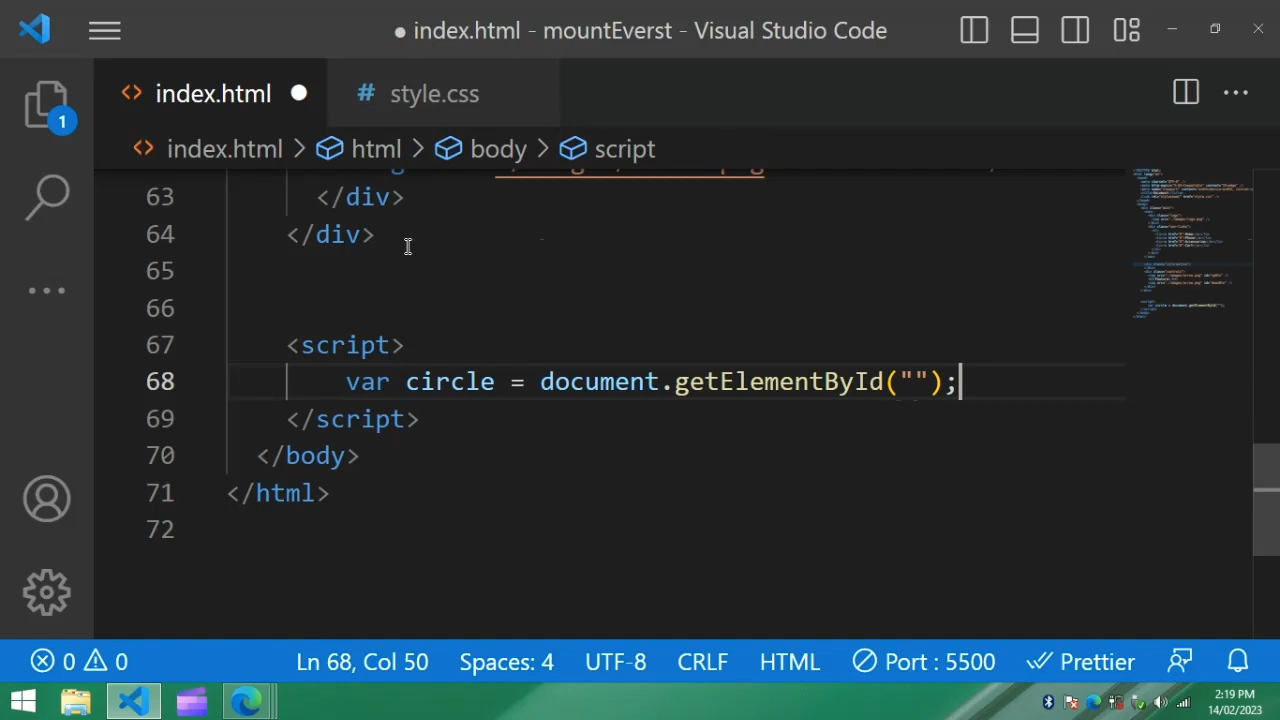 ● index.html - mountEverst - Visual Studio Code
index.html
# style.css
1
index.html > html > body > script
63 </div>
64 </div>
65
66
67 <script>
68 var circle = document.getElementById("");
69 </script>
70 </body>
71 </html>
72
0 0 Ln 68, Col 50 Spaces: 4 UTF-8 CRLF HTML Port : 5500 Prettier
2:19 PM
14/02/2023